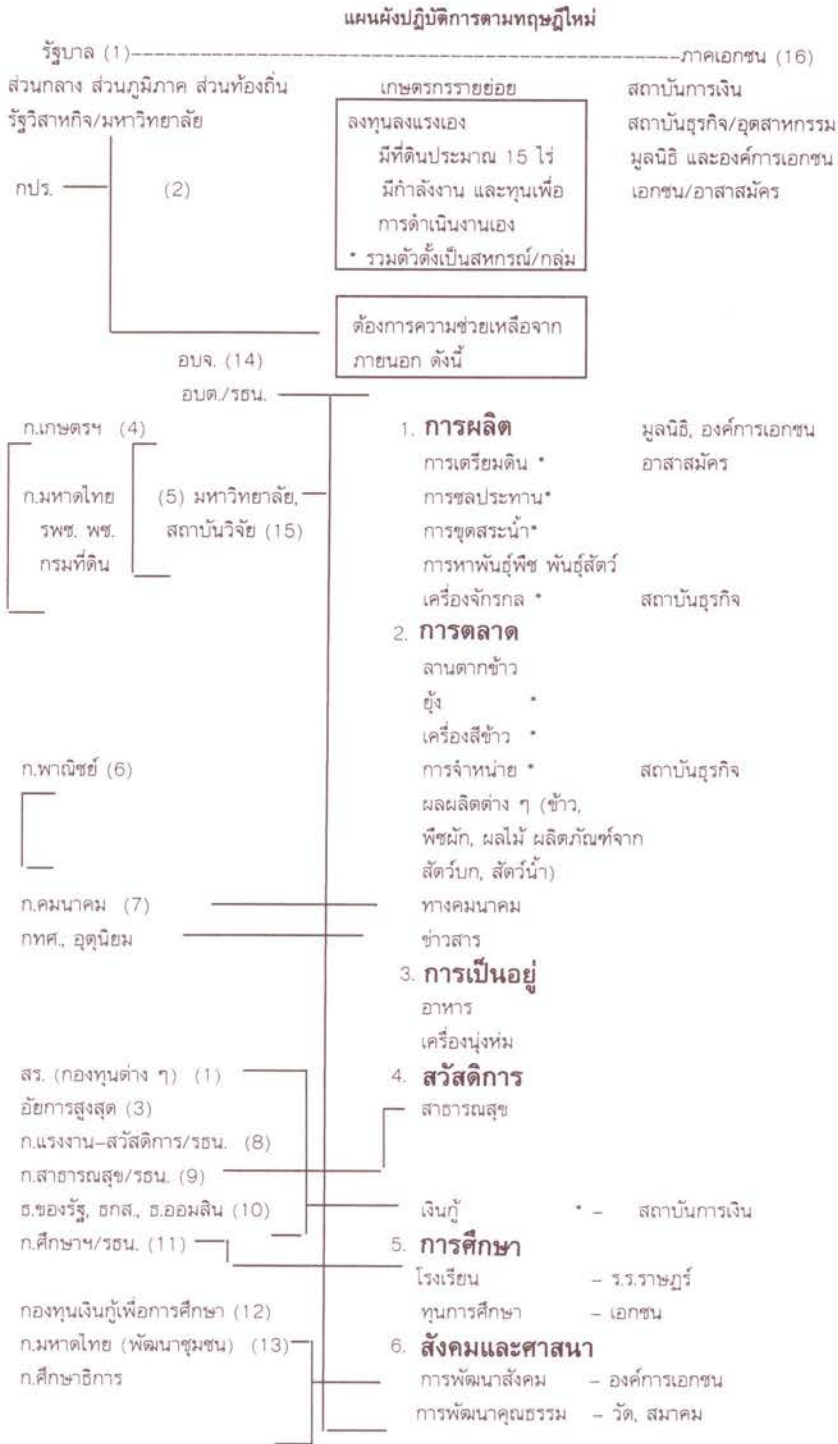 แผนผังปฏิบัติการตามทฤษฎีใหม่
รัฐบาล (1)-----ภาคเอกชน (16)
ส่วนกลาง ส่วนภูมิภาค ส่วนท้องถิ่น เกษตรกรรายย่อย สถาบันการเงิน
รัฐวิสาหกิจ/มหาวิทยาลัย ลงทุนลงแรงเอง สถาบันธุรกิจ/อุตสาหกรรม
มีที่ดินประมาณ 15 ไร่ มูลนิธิ และองค์การเอกชน
กปร. (2) มีกำลังงาน และทุนเพื่อ เอกชน/อาสาสมัคร
การดำเนินงานเอง
* รวมตัวตั้งเป็นสหกรณ์/กลุ่ม
ต้องการความช่วยเหลือจาก
อบจ. (14) ภายนอก ดังนี้
อบต./รธน.
ก.เกษตรฯ (4) 1. การผลิต มูลนิธิ, องค์การเอกชน
การเตรียมดิน * อาสาสมัคร
ก.มหาดไทย (5) มหาวิทยาลัย, การชลประทาน*
รพช. พช. สถาบันวิจัย (15) การขุดสระน้ำ*
กรมที่ดิน การหาพันธุ์พืช พันธุ์สัตว์
เครื่องจักรกล * สถาบันธุรกิจ
2. การตลาด
ลานตากข้าว
ยุ้ง *
เครื่องสีข้าว *
ก.พาณิชย์ (6) การจำหน่าย * สถาบันธุรกิจ
ผลผลิตต่าง ๆ (ข้าว,
พืชผัก, ผลไม้ ผลิตภัณฑ์จาก
สัตว์บก, สัตว์น้ำ)
ก.คมนาคม (7) ทางคมนาคม
กทศ., อุตุนิยม ข่าวสาร
3. การเป็นอยู่
อาหาร
เครื่องนุ่งห่ม
สร. (กองทุนต่าง ๆ) (1) 4. สวัสดิการ
อัยการสูงสุด (3) สาธารณสุข
ก.แรงงาน-สวัสดิการ/รธน. (8)
ก.สาธารณสุข/รธน. (9)
ธ.ของรัฐ, ธกส., ธ.ออมสิน (10) เงินกู้ * – สถาบันการเงิน
ก.ศึกษาฯ/รธน. (11) 5. การศึกษา
โรงเรียน – ร.ร.ราษฎร์
กองทุนเงินกู้เพื่อการศึกษา (12) ทุนการศึกษา – เอกชน
ก.มหาดไทย (พัฒนาชุมชน) (13) 6. สังคมและศาสนา
ก.ศึกษาธิการ การพัฒนาสังคม – องค์การเอกชน
การพัฒนาคุณธรรม – วัด, สมาคม